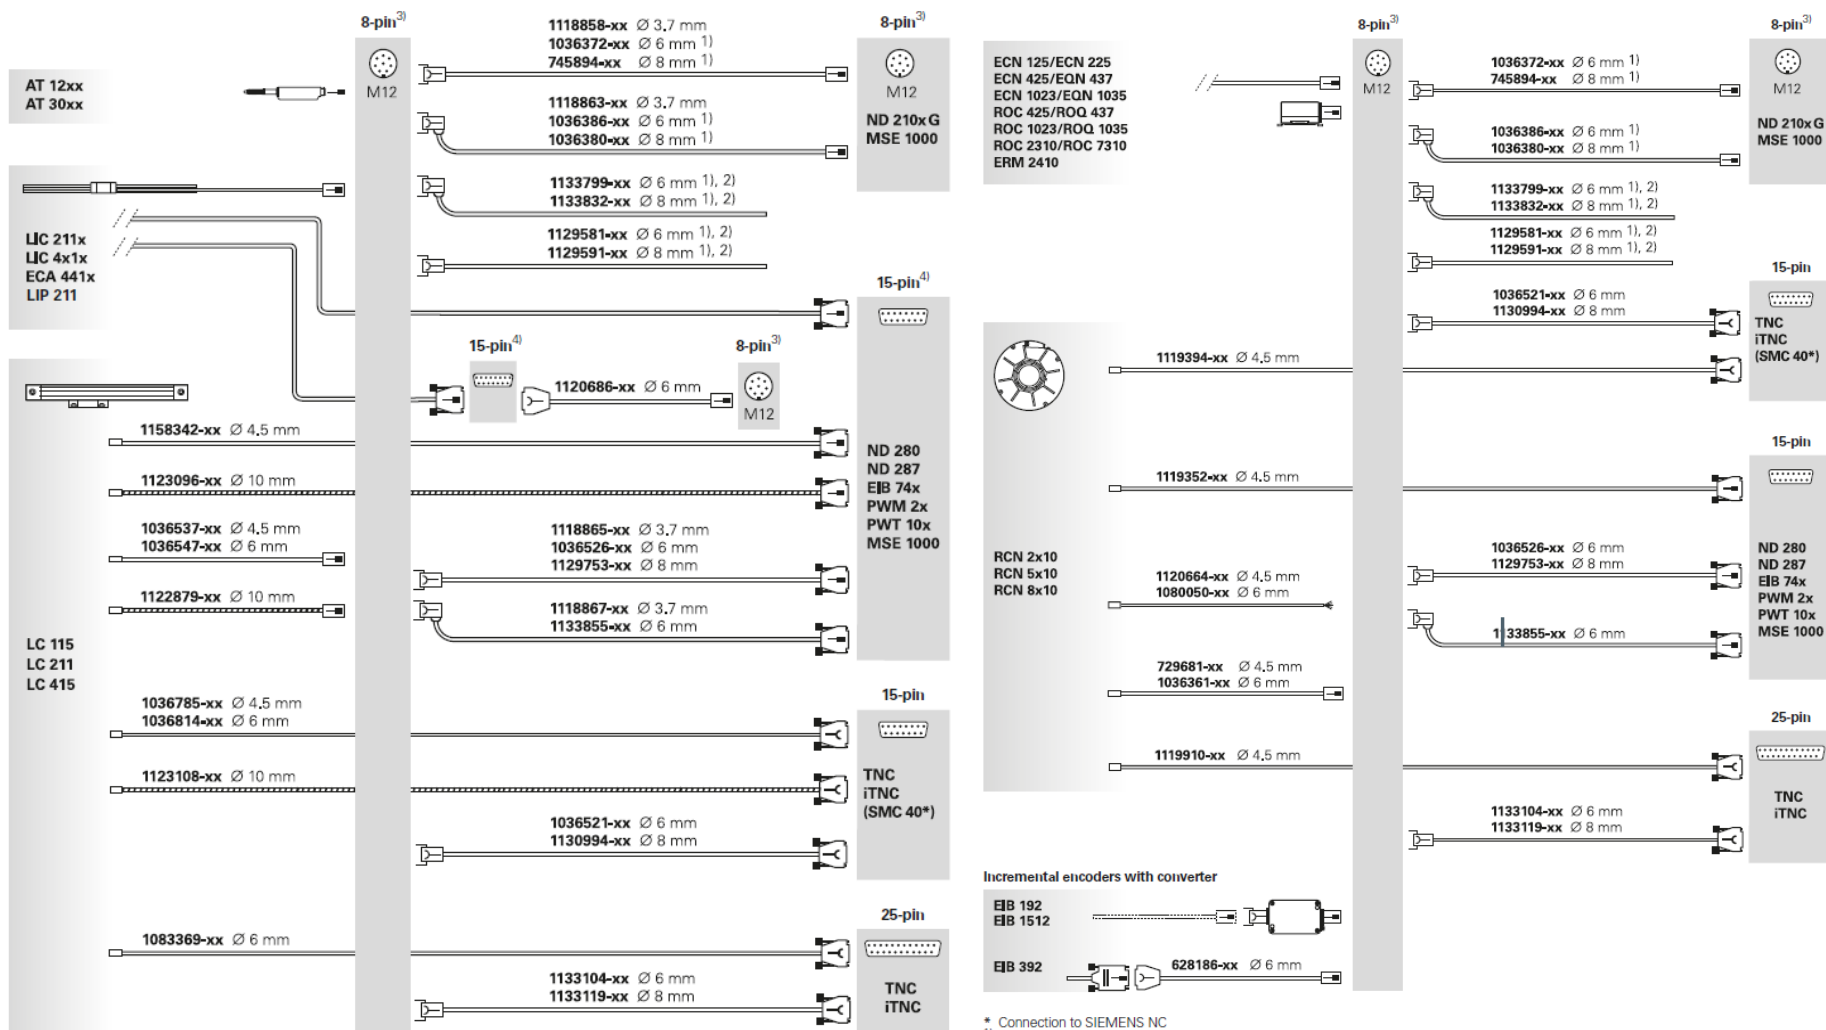 8-pin3)
M12
AT 12xx
AT 30xx
LIC 211x
LIC 4x1x
ECA 441x
LIP 211
1118858-xx Ø 3.7 mm
1036372-xx Ø 6 mm 1)
745894-xx Ø 8 mm 1)
1118863-xx Ø 3.7 mm
1036386-xx Ø 6 mm 1)
1036380-xx Ø 8 mm 1)
1133799-xx Ø 6 mm 1), 2)
1133832-xx Ø 8 mm 1), 2)
1129581-xx Ø 6 mm 1), 2)
1129591-xx Ø 8 mm 1), 2)
8-pin3)
M12
ND 210x G
MSE 1000
15-pin4)
15-pin4)
1120686-xx Ø 6 mm
8-pin3)
M12
LC 115
LC 211
LC 415
1158342-xx Ø 4.5 mm
1123096-xx Ø 10 mm
1036537-xx Ø 4.5 mm
1036547-xx Ø 6 mm
1122879-xx Ø 10 mm
1118865-xx Ø 3.7 mm
1036526-xx Ø 6 mm
1129753-xx Ø 8 mm
1118867-xx Ø 3.7 mm
1133855-xx Ø 6 mm
ND 280
ND 287
EIB 74x
PWM 2x
PWT 10x
MSE 1000
1036785-xx Ø 4.5 mm
1036814-xx Ø 6 mm
1123108-xx Ø 10 mm
1036521-xx Ø 6 mm
1130994-xx Ø 8 mm
15-pin
TNC
iTNC
(SMC 40*)
1083369-xx Ø 6 mm
1133104-xx Ø 6 mm
1133119-xx Ø 8 mm
25-pin
TNC
iTNC
ECN 125/ECN 225
ECN 425/EQN 437
ECN 1023/EQN 1035
ROC 425/ROQ 437
ROC 1023/ROQ 1035
ROC 2310/ROC 7310
ERM 2410
8-pin3)
M12
1036372-xx Ø 6 mm 1)
745894-xx Ø 8 mm 1)
1036386-xx Ø 6 mm 1)
1036380-xx Ø 8 mm 1)
1133799-xx Ø 6 mm 1), 2)
1133832-xx Ø 8 mm 1), 2)
1129581-xx Ø 6 mm 1), 2)
1129591-xx Ø 8 mm 1), 2)
8-pin3)
M12
ND 210x G
MSE 1000
RCN 2x10
RCN 5x10
RCN 8x10
1036521-xx Ø 6 mm
1130994-xx Ø 8 mm
1119394-xx Ø 4.5 mm
15-pin
TNC
iTNC
(SMC 40*)
1119352-xx Ø 4.5 mm
1036526-xx Ø 6 mm
1129753-xx Ø 8 mm
1120664-xx Ø 4.5 mm
1080050-xx Ø 6 mm
1133855-xx Ø 6 mm
729681-xx Ø 4.5 mm
1036361-xx Ø 6 mm
15-pin
ND 280
ND 287
EIB 74x
PWM 2x
PWT 10x
MSE 1000
1119910-xx Ø 4.5 mm
1133104-xx Ø 6 mm
1133119-xx Ø 8 mm
25-pin
TNC
iTNC
Incremental encoders with converter
EIB 192
EIB 1512
EIB 392
628186-xx Ø 6 mm
* Connection to SIEMENS NC